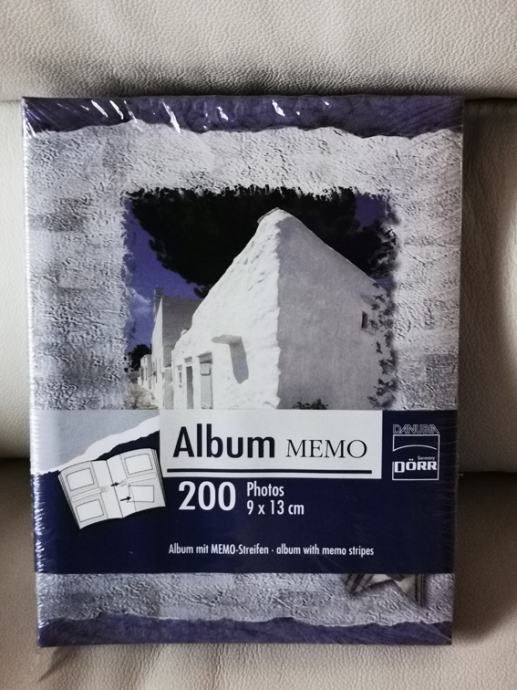 Album MEMO
DANUBIA
Germany
DÖRR
200 Photos
9 x 13 cm
Album mit MEMO-Streifen · album with memo stripes